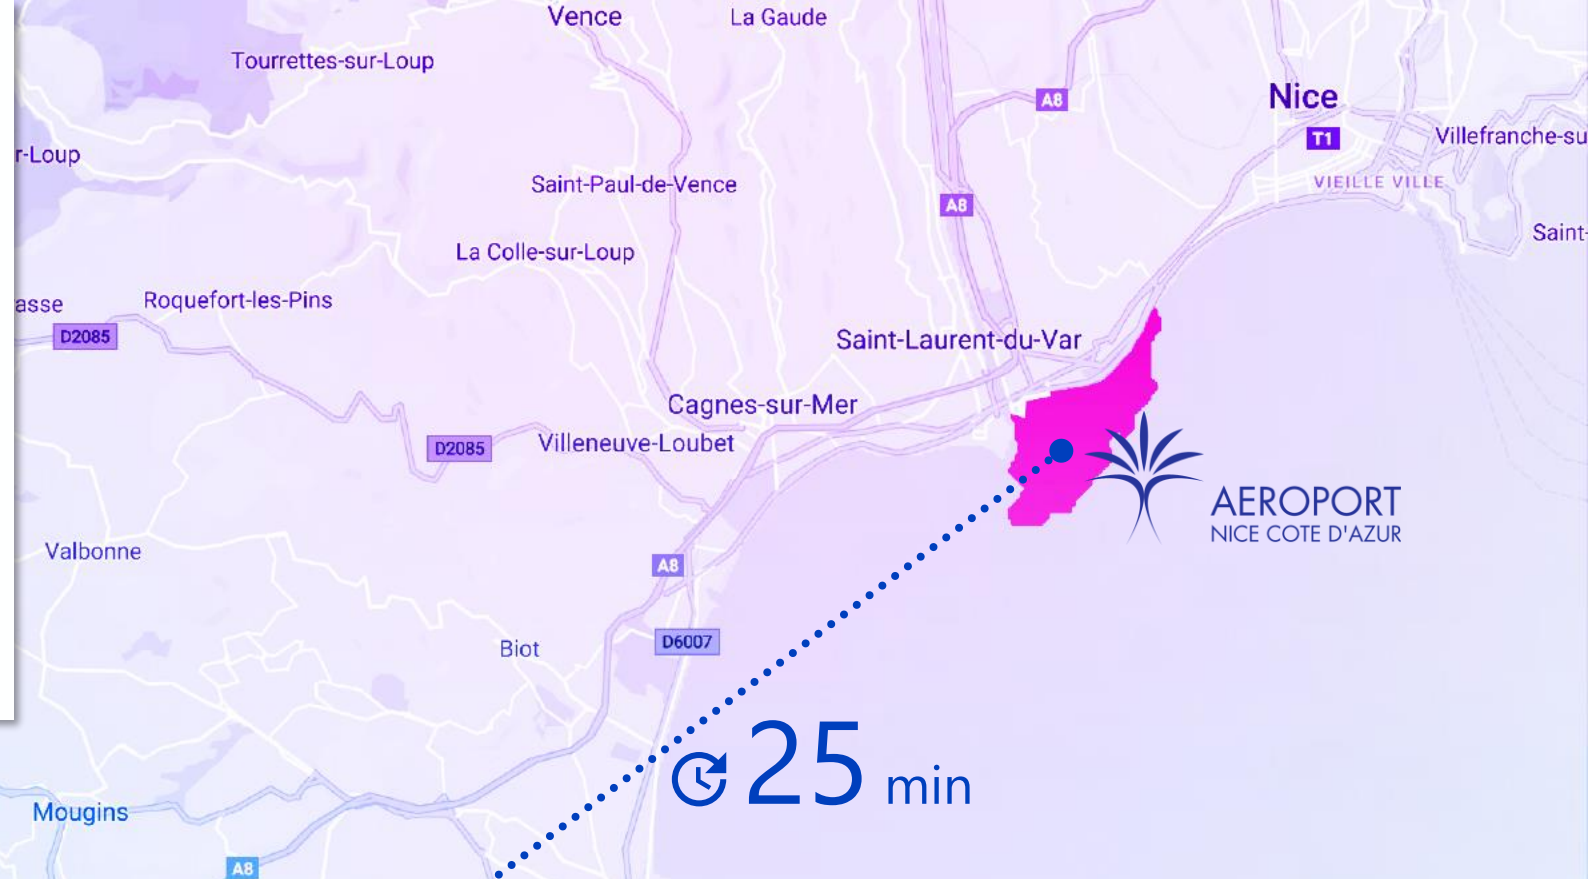 Vence
La Gaude
Tourrettes-sur-Loup
A8
Nice
T1
Villefranche-su
r-Loup
Saint-Paul-de-Vence
VIEILLE VILLE
A8
Saint-
La Colle-sur-Loup
asse
Roquefort-les-Pins
D2085
Saint-Laurent-du-Var
Cagnes-sur-Mer
D2085
Villeneuve-Loubet
AEROPORT
NICE COTE D'AZUR
Valbonne
A8
Biot
D6007
25 min
Mougins
A8